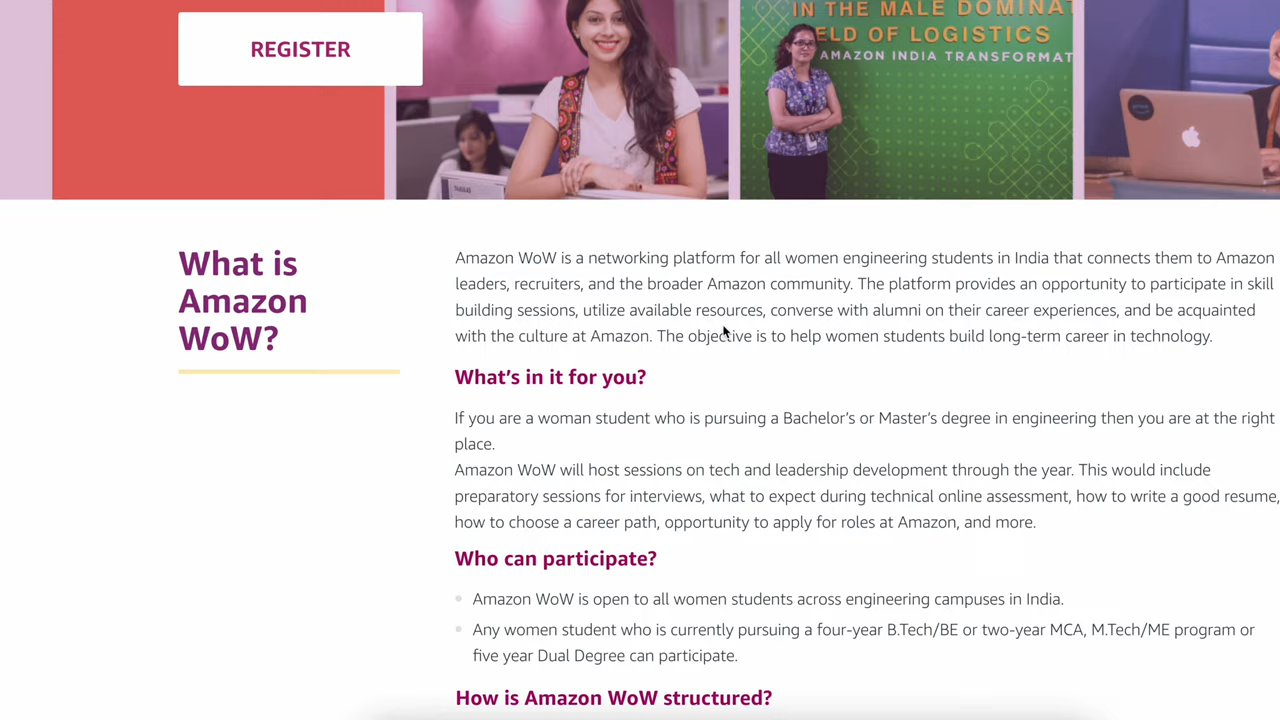 REGISTER
IN THE MALE DOMINAT
ELD OF LOGISTICS
AMAZON INDIA TRANSFORMAT
What is
Amazon
WoW?
Amazon WoW is a networking platform for all women engineering students in India that connects them to Amazon
leaders, recruiters, and the broader Amazon community. The platform provides an opportunity to participate in skill
building sessions, utilize available resources, converse with alumni on their career experiences, and be acquainted
with the culture at Amazon. The objective is to help women students build long-term career in technology.
What’s in it for you?
If you are a woman student who is pursuing a Bachelor’s or Master’s degree in engineering then you are at the right
place.
Amazon WoW will host sessions on tech and leadership development through the year. This would include
preparatory sessions for interviews, what to expect during technical online assessment, how to write a good resume,
how to choose a career path, opportunity to apply for roles at Amazon, and more.
Who can participate?
Amazon WoW is open to all women students across engineering campuses in India.
Any women student who is currently pursuing a four-year B.Tech/BE or two-year MCA, M.Tech/ME program or
five year Dual Degree can participate.
How is Amazon WoW structured?